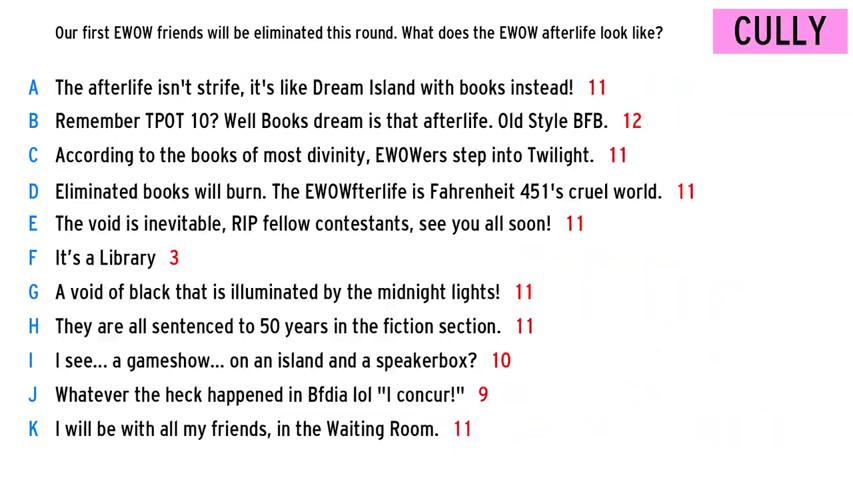 Our first EWOW friends will be eliminated this round. What does the EWOW afterlife look like?
CULLY
A The afterlife isn't strife, it's like Dream Island with books instead! 11
B Remember TPOT 10? Well Books dream is that afterlife. Old Style BFB. 12
C According to the books of most divinity, EWOWers step into Twilight. 11
D Eliminated books will burn. The EWOWfterlife is Fahrenheit 451's cruel world. 11
E The void is inevitable, RIP fellow contestants, see you all soon! 11
F It's a Library 3
G A void of black that is illuminated by the midnight lights! 11
H They are all sentenced to 50 years in the fiction section. 11
I I see... a gameshow... on an island and a speakerbox? 10
J Whatever the heck happened in Bfdia lol "I concur!" 9
K I will be with all my friends, in the Waiting Room. 11